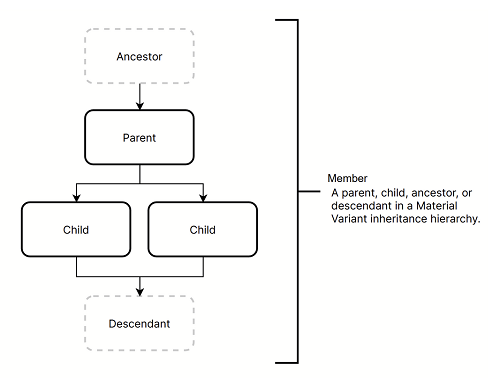 Ancestor
Parent
Child
Child
Descendant
Member
A parent, child, ancestor, or
descendant in a Material
Variant inheritance hierarchy.